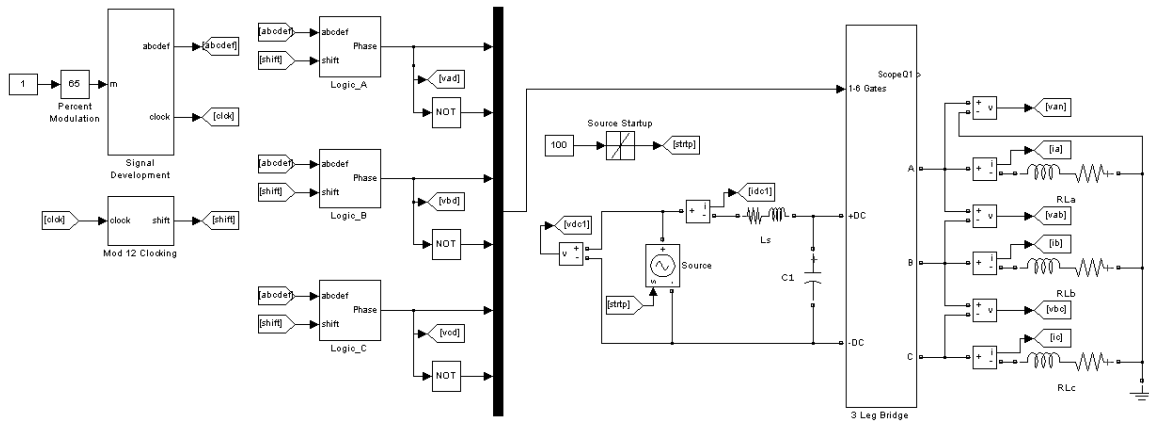 1
65
Percent
Modulation
m
abcdef
clock
Signal
Development
[abcdef]
[clck]
[clck]
clock
shift
Mod 12 Clocking
[shift]
[abcdef]
[shift]
abcdef
shift
Phase
Logic_A
[vad]
NOT
[abcdef]
[shift]
abcdef
shift
Phase
Logic_B
[vbd]
NOT
[abcdef]
[shift]
abcdef
shift
Phase
Logic_C
[vcd]
NOT
Source Startup
100
[strtp]
[vdc1]
v
+
-
[idc1]
+
-
i
Ls
+
s
-
Source
[strtp]
+
C1
ScopeQ1
1-6 Gates
+DC
-DC
A
B
C
3 Leg Bridge
+
-
v
[van]
+
-
i
[ia]
+
RLa
+
-
v
[vab]
+
-
i
[ib]
+
RLb
+
-
v
[vbc]
+
-
i
[ic]
+
RLc